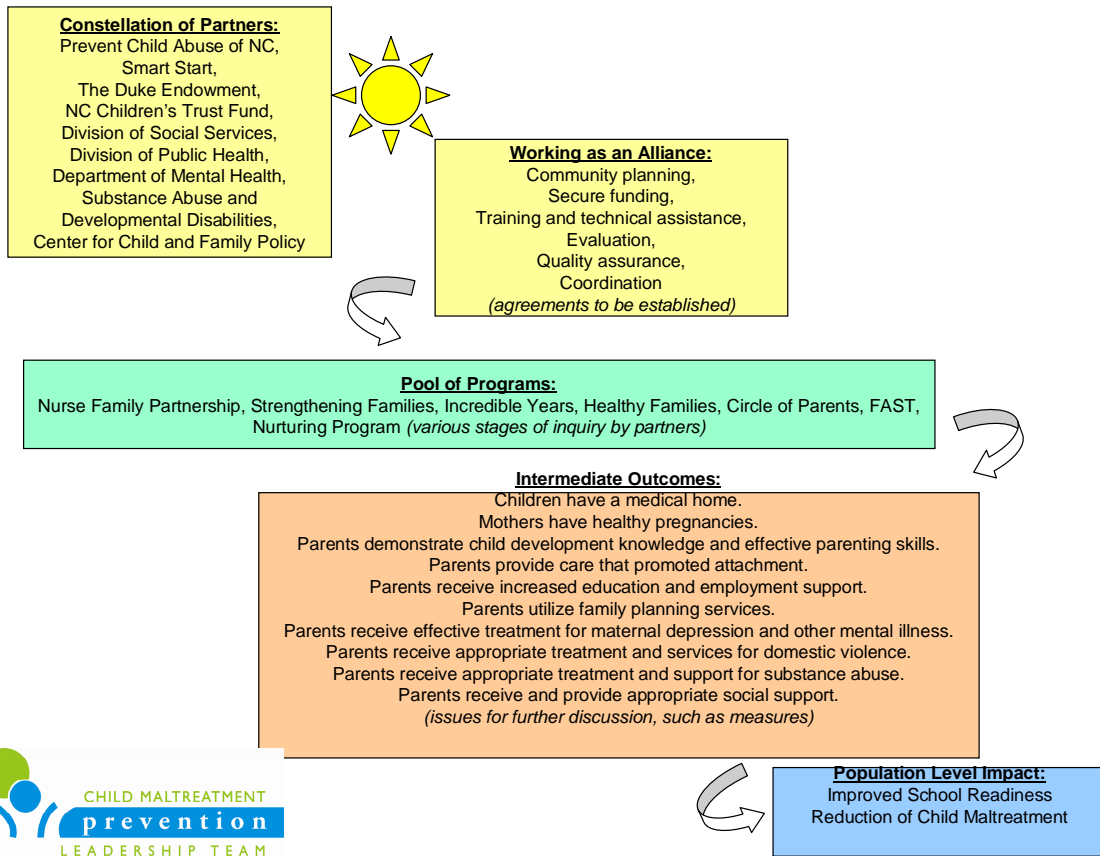 Constellation of Partners:
Prevent Child Abuse of NC,
Smart Start,
The Duke Endowment,
NC Children's Trust Fund,
Division of Social Services,
Division of Public Health,
Department of Mental Health,
Substance Abuse and
Developmental Disabilities,
Center for Child and Family Policy
Working as an Alliance:
Community planning,
Secure funding,
Training and technical assistance,
Evaluation,
Quality assurance,
Coordination
(agreements to be established)
Pool of Programs:
Nurse Family Partnership, Strengthening Families, Incredible Years, Healthy Families, Circle of Parents, FAST,
Nurturing Program (various stages of inquiry by partners)
Intermediate Outcomes:
Children have a medical home.
Mothers have healthy pregnancies.
Parents demonstrate child development knowledge and effective parenting skills.
Parents provide care that promoted attachment.
Parents receive increased education and employment support.
Parents utilize family planning services.
Parents receive effective treatment for maternal depression and other mental illness.
Parents receive appropriate treatment and services for domestic violence.
Parents receive appropriate treatment and support for substance abuse.
Parents receive and provide appropriate social support.
(issues for further discussion, such as measures)
Population Level Impact:
Improved School Readiness
Reduction of Child Maltreatment
CHILD MALTREATMENT
prevention
LEADERSHIP TEAM